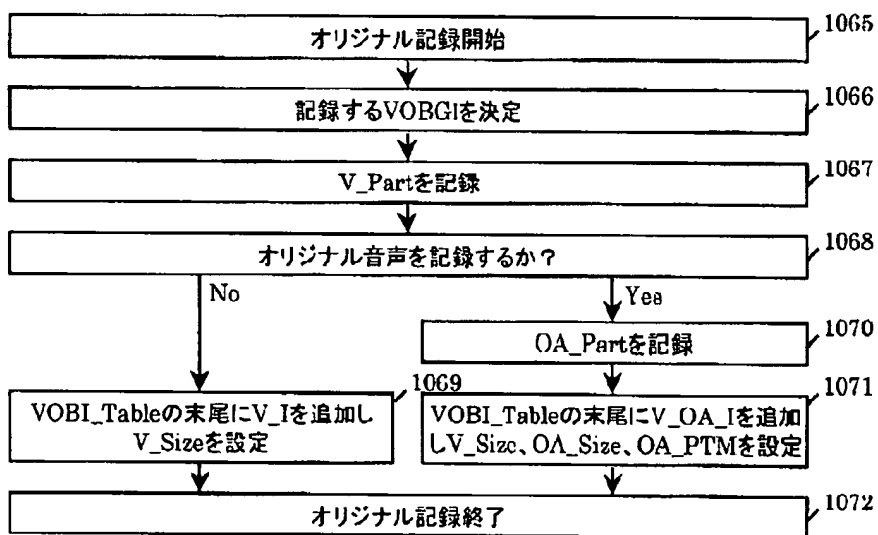 オリジナル記録開始
1065
記録するVOBGIを決定
1066
V_Partを記録
1067
オリジナル音声を記録するか？
1068
No
Yes
OA_Partを記録
1070
1069
1071
VOBI_Tableの末尾にV_Iを追加し
V_Sizeを設定
VOBI_Tableの末尾にV_OA_Iを追加
しV_Size、OA_Size、OA_PTMを設定
オリジナル記録終了
1072